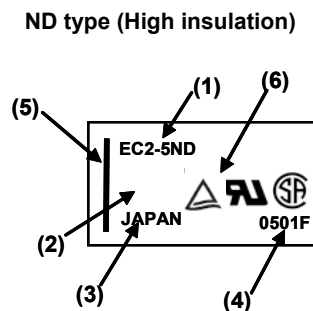 ND type (High insulation)
(1)
(6)
(5)
EC2-5ND
(2)
JAPAN
0501F
(3)
(4)